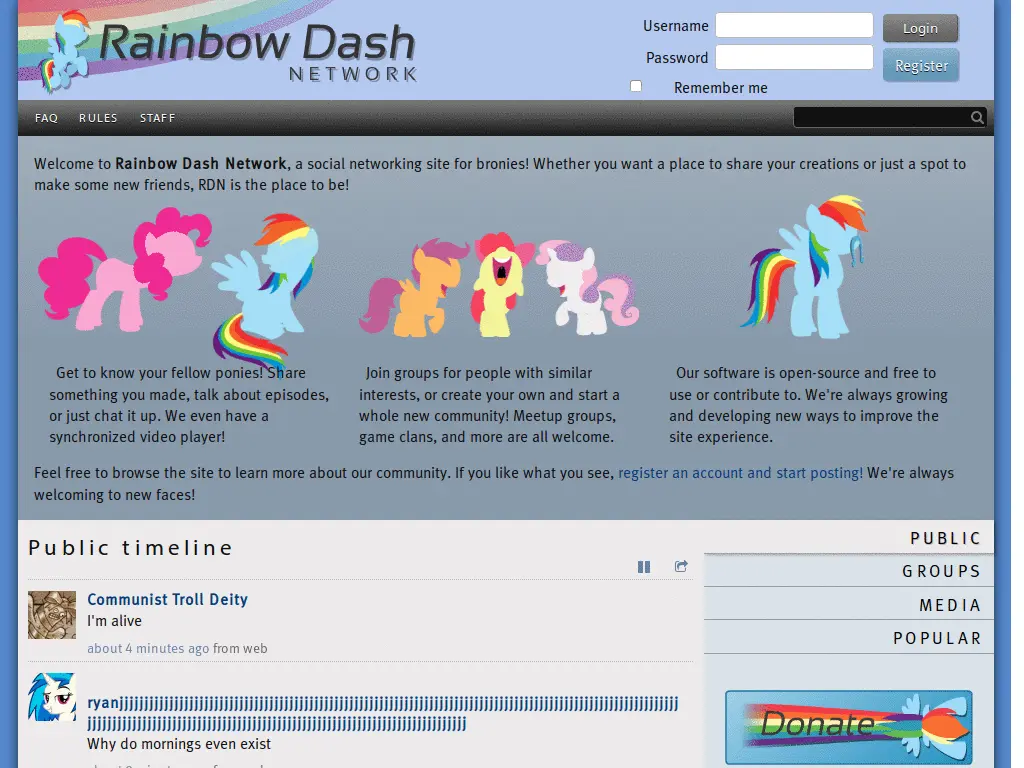 Rainbow Dash
NETWORK
Username
Login
Password
Register
Remember me
FAQ RULES STAFF
Welcome to Rainbow Dash Network, a social networking site for bronies! Whether you want a place to share your creations or just a spot to
make some new friends, RDN is the place to be!
Get to know your fellow ponies! Share
something you made, talk about episodes,
or just chat it up. We even have a
synchronized video player!
Join groups for people with similar
interests, or create your own and start a
whole new community! Meetup groups,
game clans, and more are all welcome.
Our software is open-source and free to
use or contribute to. We're always growing
and developing new ways to improve the
site experience.
Feel free to browse the site to learn more about our community. If you like what you see, register an account and start posting! We're always
welcoming to new faces!
Public timeline
Communist Troll Deity
I'm alive
about 4 minutes ago from web
Why do mornings even exist
PUBLIC
GROUPS
MEDIA
POPULAR
Donate